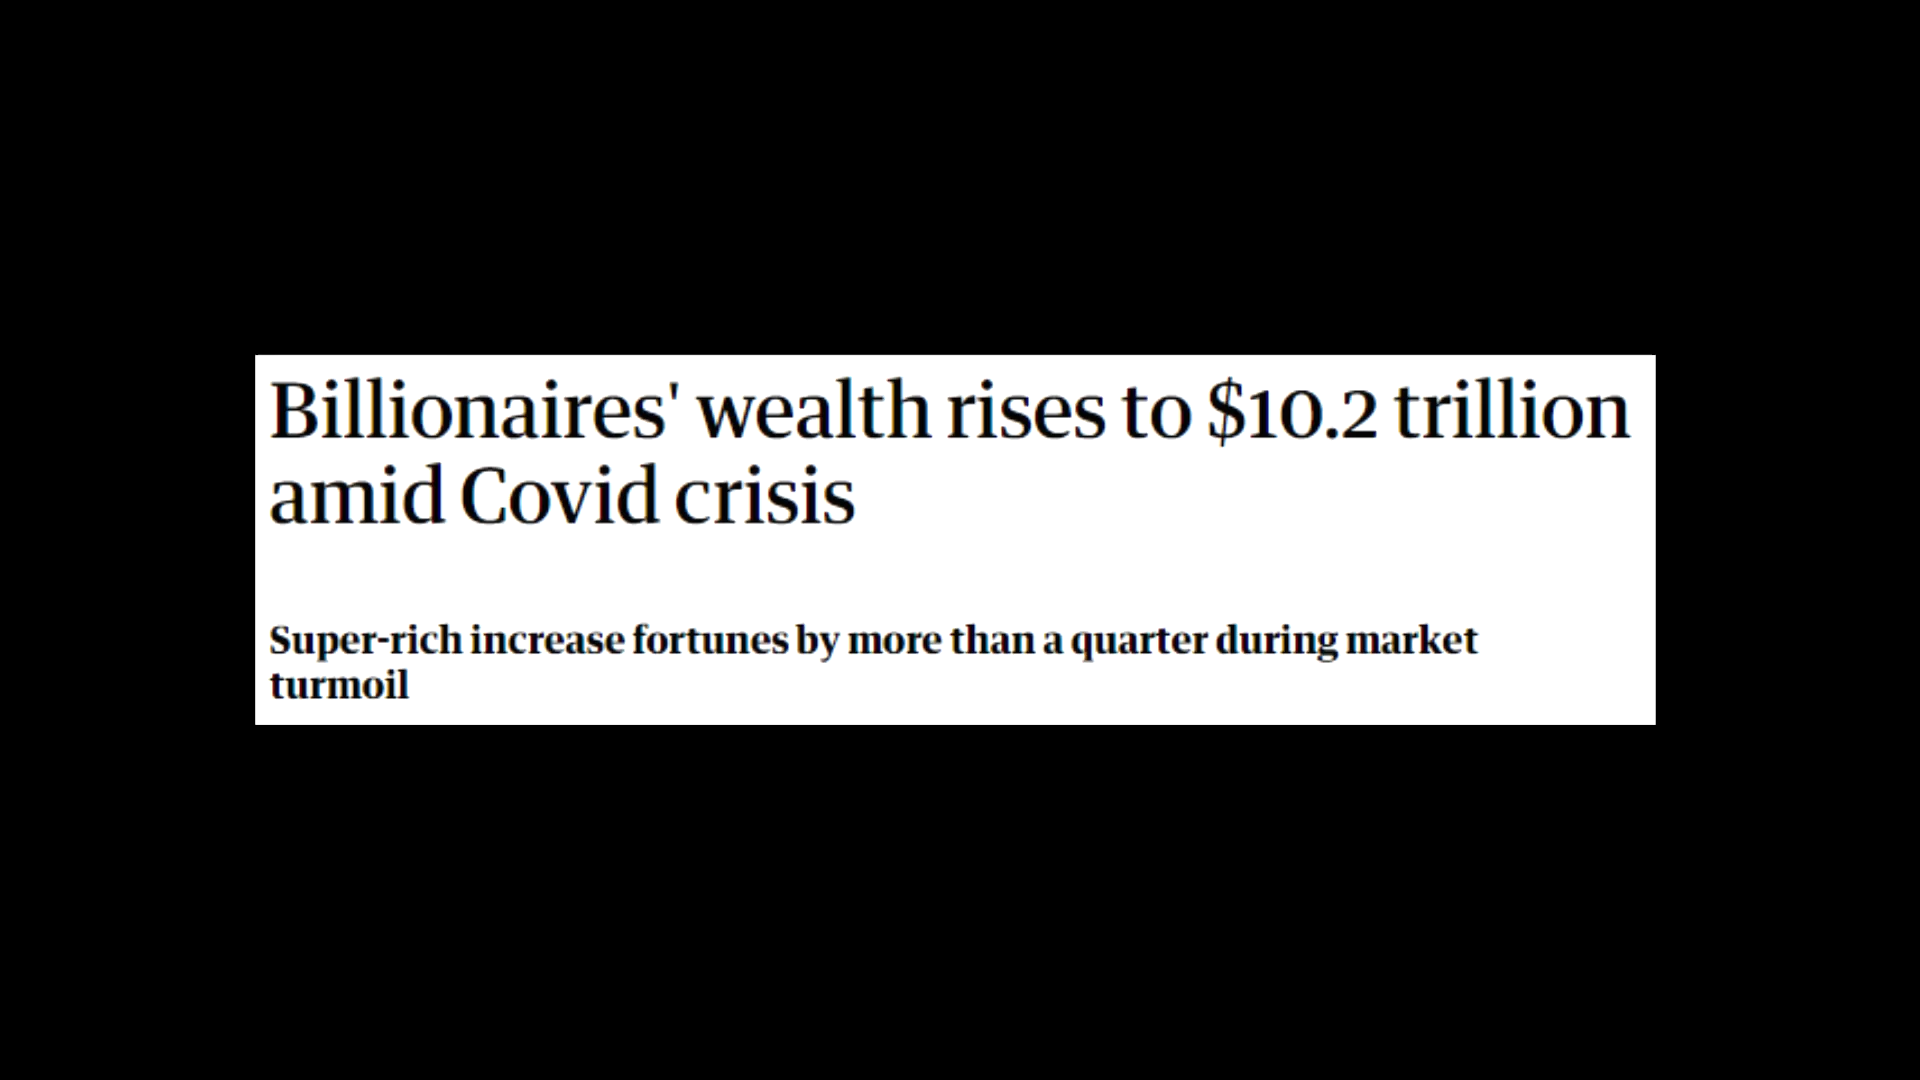 Billionaires' wealth rises to $10.2 trillion
amid Covid crisis
Super-rich increase fortunes by more than a quarter during market
turmoil